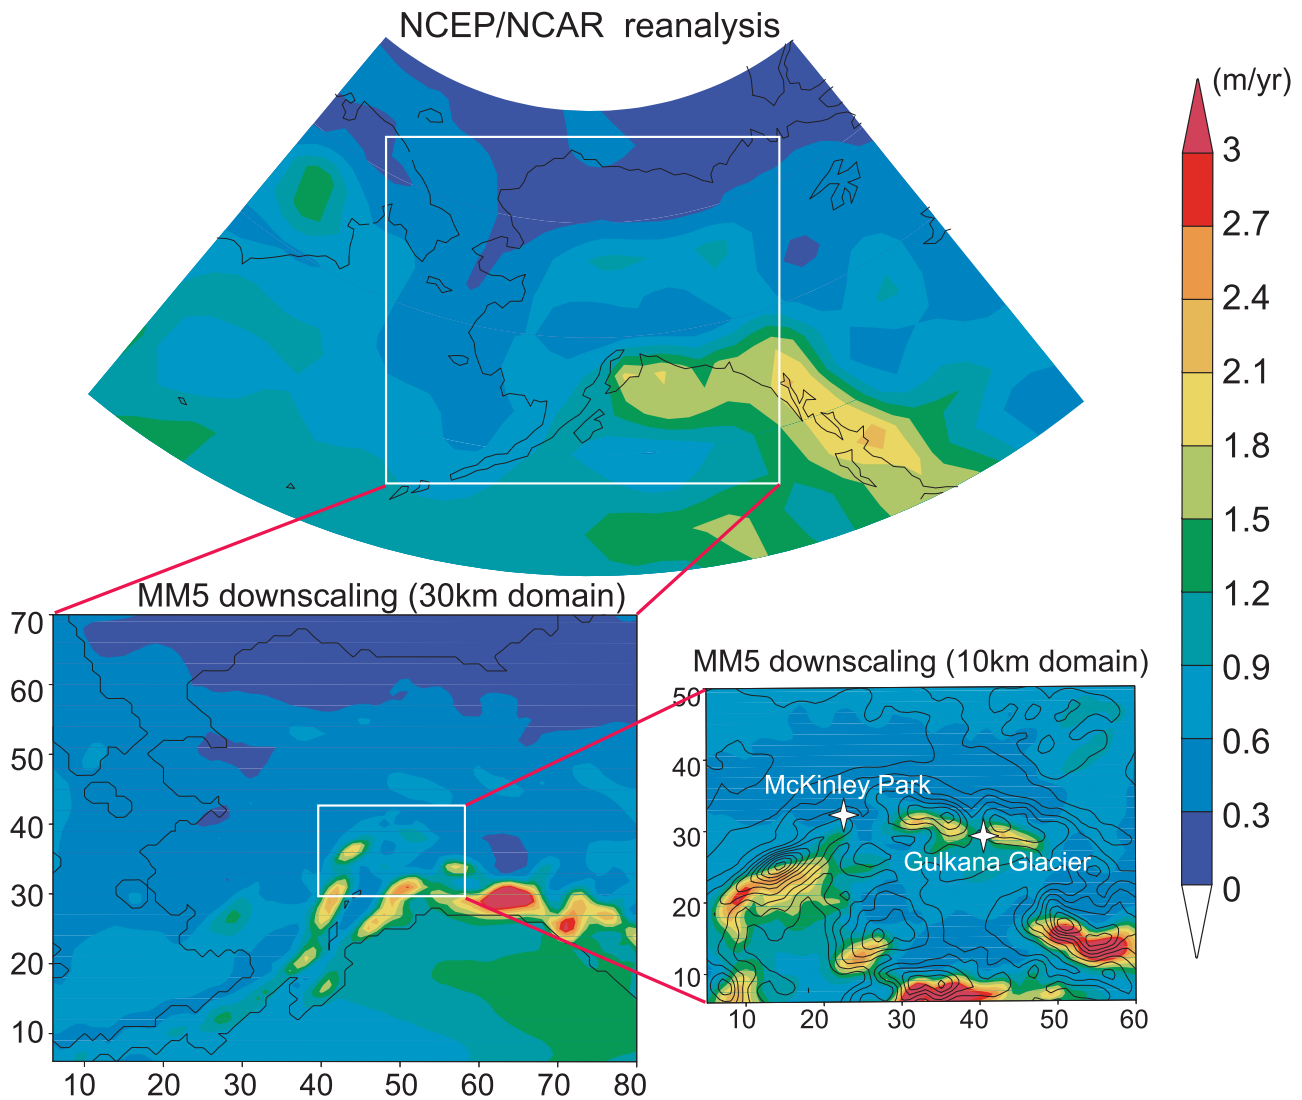 NCEP/NCAR reanalysis
(m/yr)
3
2.7
2.4
2.1
1.8
1.5
1.2
0.9
0.6
0.3
0
MM5 downscaling (30km domain)
70
60
50
40
30
20
10
10 20 30 40 50 60 70 80
MM5 downscaling (10km domain)
50
40
30
20
10
McKinley Park
Gulkana Glacier
10 20 30 40 50 60